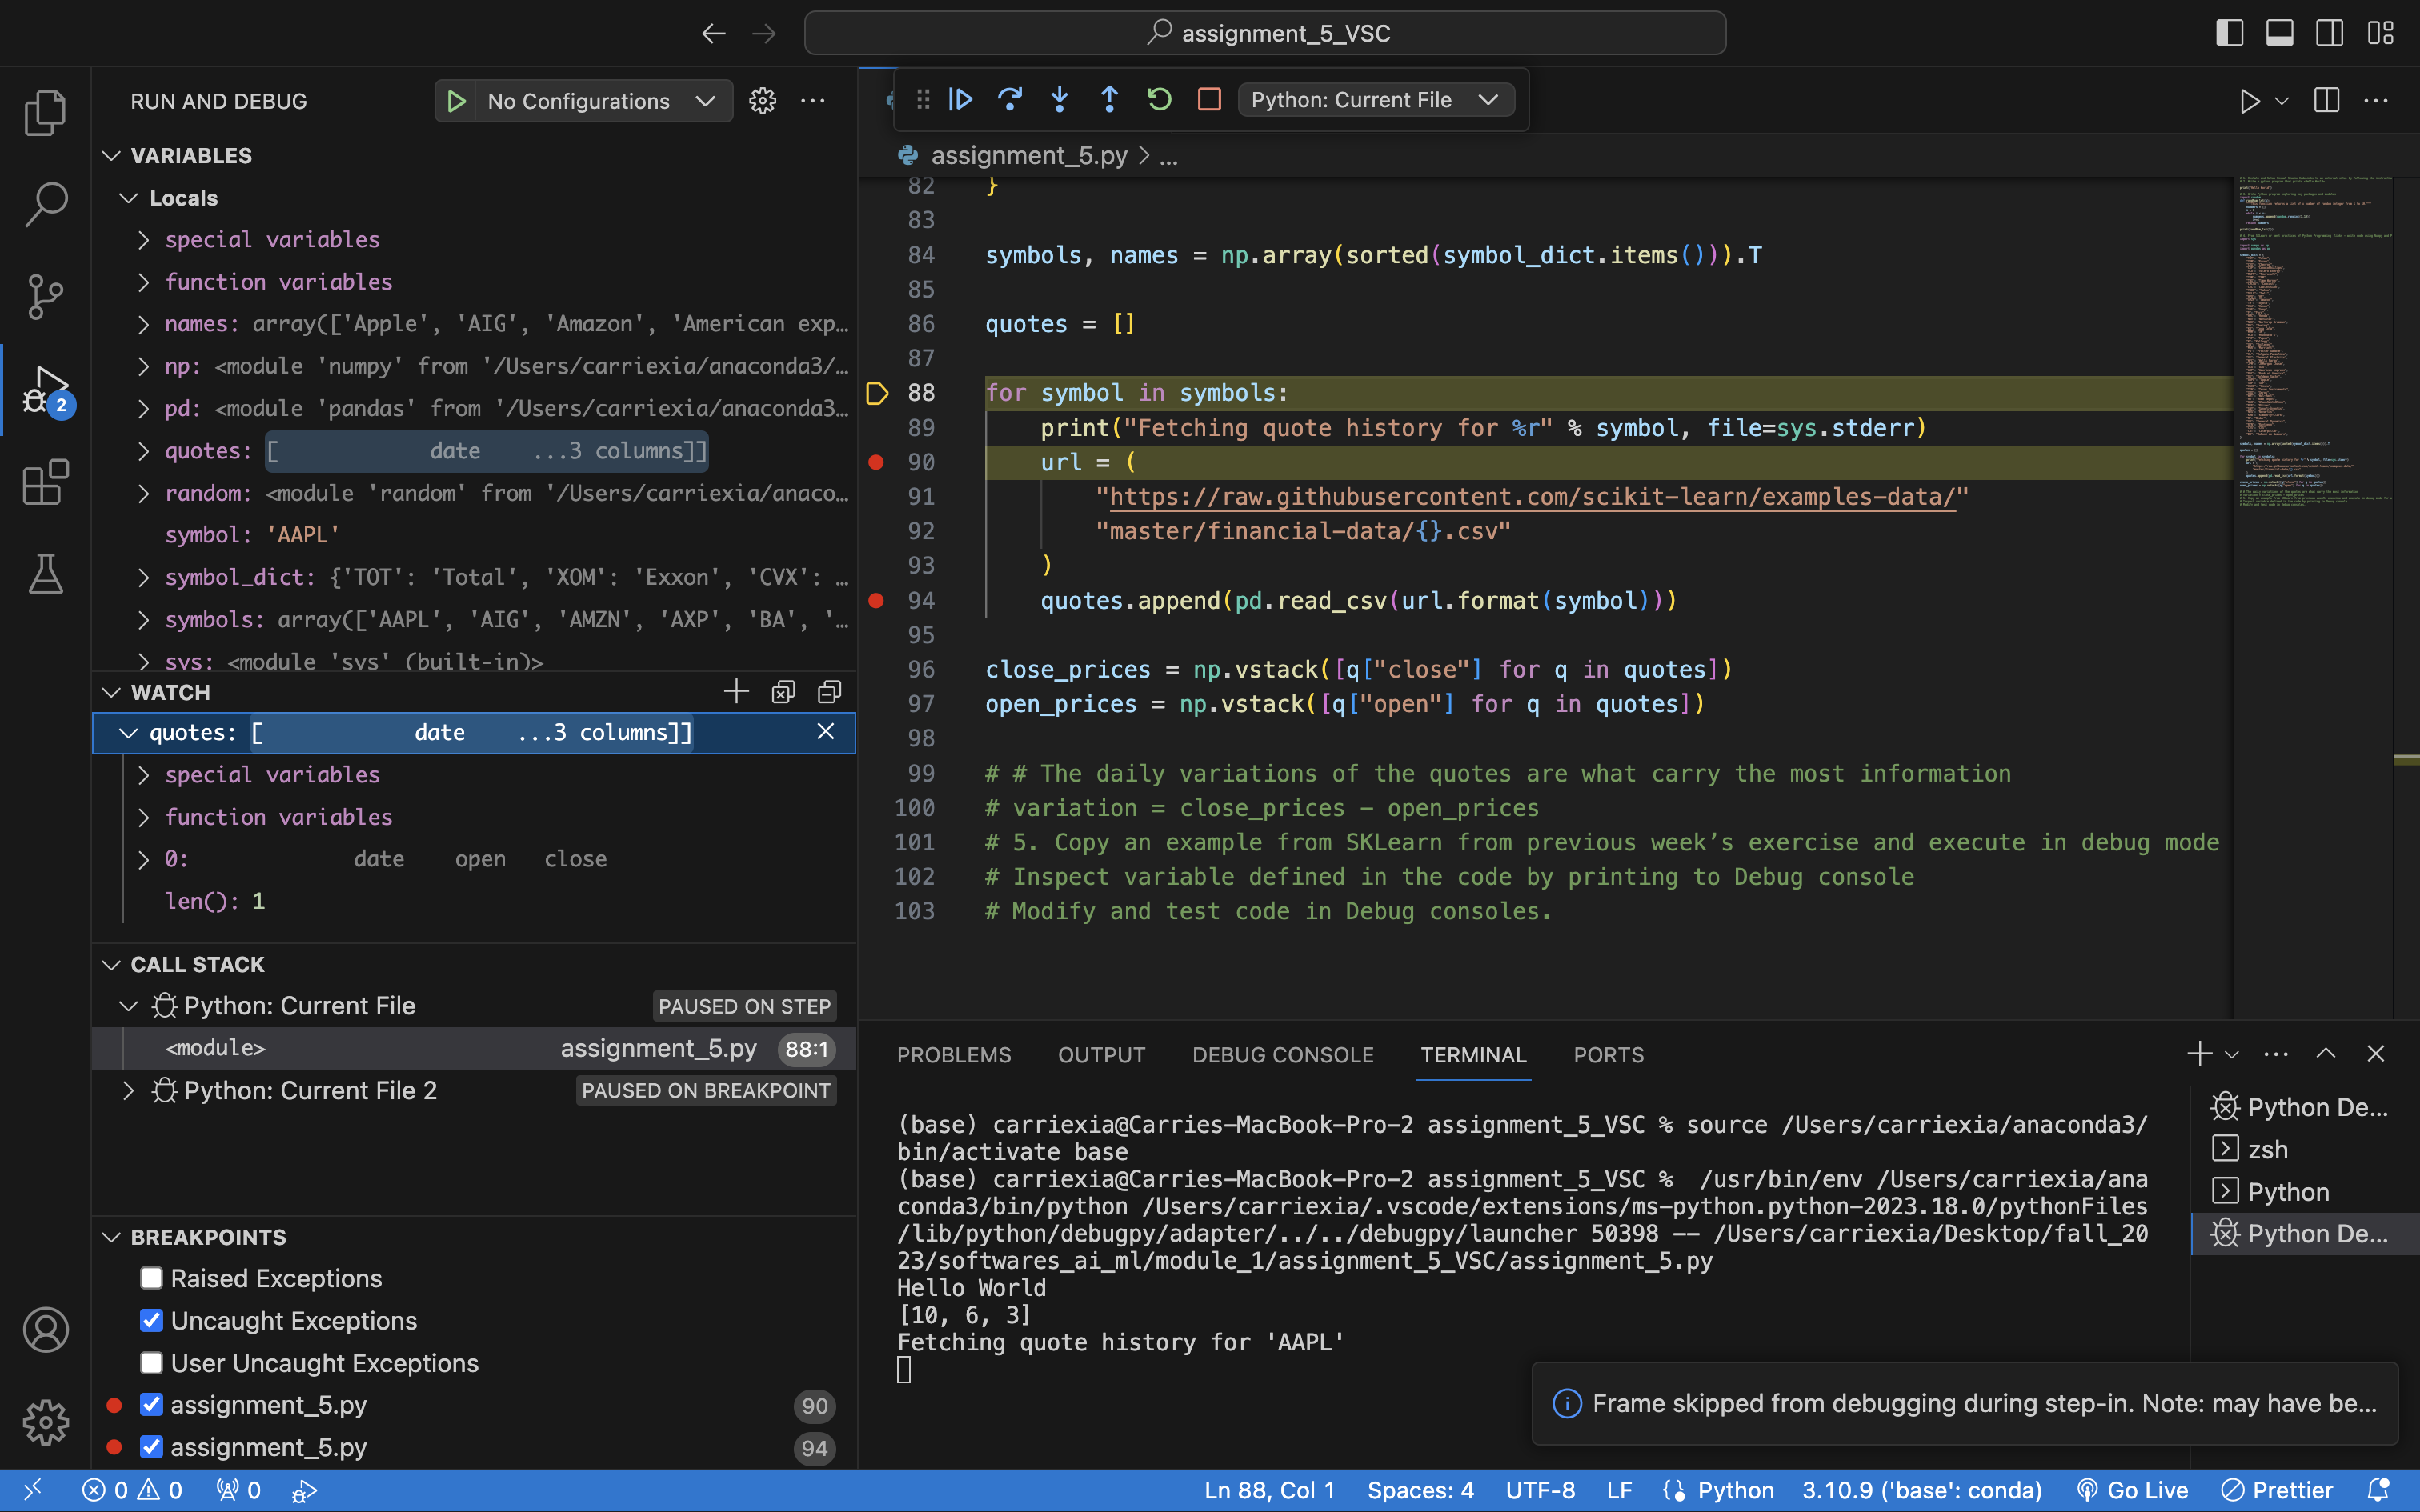 assignment_5_VSC
RUN AND DEBUG
No Configurations
Python: Current File
VARIABLES
Locals
special variables
function variables
names: array(['Apple', 'AIG', 'Amazon', 'American exp…
np: <module 'numpy' from '/Users/carriexia/anaconda3/…
pd: <module 'pandas' from '/Users/carriexia/anaconda3…
quotes: [ date ...3 columns]]
random: <module 'random' from '/Users/carriexia/anaco…
symbol: 'AAPL'
symbol_dict: {'TOT': 'Total', 'XOM': 'Exxon', 'CVX': …
symbols: array(['AAPL', 'AIG', 'AMZN', 'AXP', 'BA', '…
sys: <module 'sys' (built-in)>
WATCH
quotes: [ date ...3 columns]]
special variables
function variables
0: date open close
len(): 1
CALL STACK
Python: Current File PAUSED ON STEP
<module> assignment_5.py 88:1
Python: Current File 2 PAUSED ON BREAKPOINT
BREAKPOINTS
Raised Exceptions
Uncaught Exceptions
User Uncaught Exceptions
assignment_5.py 90
assignment_5.py 94
2
assignment_5.py > ...
82 }
83
84 symbols, names = np.array(sorted(symbol_dict.items())).T
85
86 quotes = []
87
88 for symbol in symbols:
89 print("Fetching quote history for %r" % symbol, file=sys.stderr)
90 url = (
91 "https://raw.githubusercontent.com/scikit-learn/examples-data/"
92 "master/financial-data/{}.csv"
93 )
94 quotes.append(pd.read_csv(url.format(symbol)))
95
96 close_prices = np.vstack([q["close"] for q in quotes])
97 open_prices = np.vstack([q["open"] for q in quotes])
98
99 # # The daily variations of the quotes are what carry the most information
100 # variation = close_prices - open_prices
101 # 5. Copy an example from SKLearn from previous week’s exercise and execute in debug mode
102 # Inspect variable defined in the code by printing to Debug console
103 # Modify and test code in Debug consoles.
PROBLEMS OUTPUT DEBUG CONSOLE TERMINAL PORTS
(base) carriexia@Carries-MacBook-Pro-2 assignment_5_VSC % source /Users/carriexia/anaconda3/
bin/activate base
(base) carriexia@Carries-MacBook-Pro-2 assignment_5_VSC %  /usr/bin/env /Users/carriexia/ana
conda3/bin/python /Users/carriexia/.vscode/extensions/ms-python.python-2023.18.0/pythonFiles
/lib/python/debugpy/adapter/../../debugpy/launcher 50398 -- /Users/carriexia/Desktop/fall_20
23/softwares_ai_ml/module_1/assignment_5_VSC/assignment_5.py
Hello World
[10, 6, 3]
Fetching quote history for 'AAPL'
Python De...
zsh
Python
Python De...
Frame skipped from debugging during step-in. Note: may have be...
0 0 0
Ln 88, Col 1 Spaces: 4 UTF-8 LF Python 3.10.9 ('base': conda) Go Live Prettier